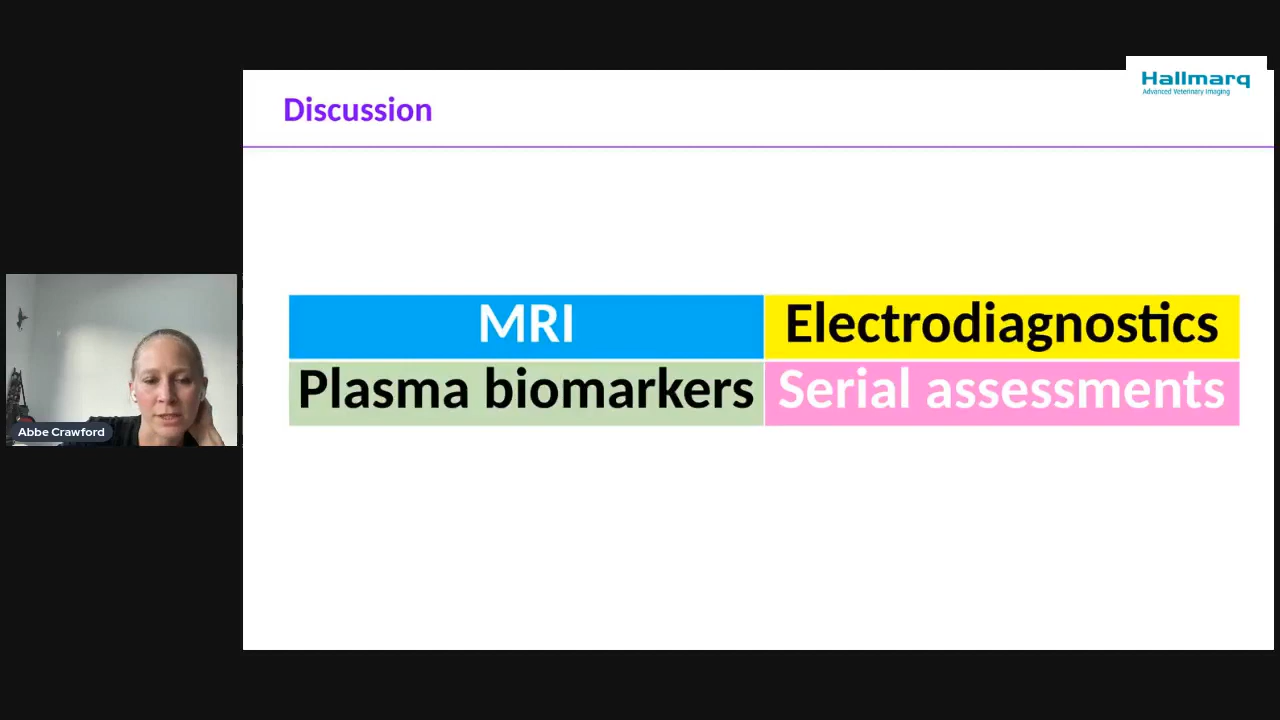 Hallmarq
Advanced Veterinary Imaging
Discussion
MRI
Electrodiagnostics
Plasma biomarkers
Serial assessments
Abbe Crawford